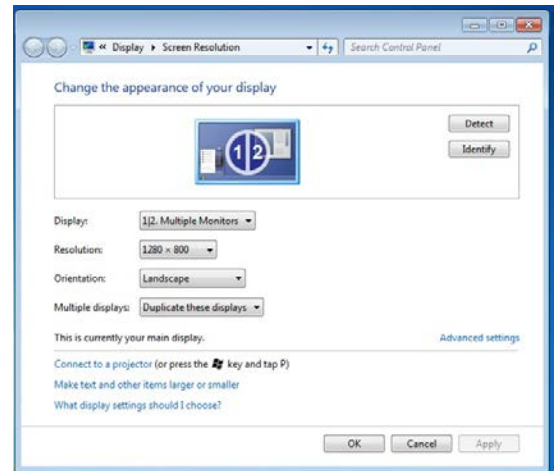 « Display ▸ Screen Resolution
Search Control Panel
Change the appearance of your display
1|2
Detect
Identify
Display: 1|2. Multiple Monitors
Resolution: 1280 × 800
Orientation: Landscape
Multiple displays: Duplicate these displays
This is currently your main display. Advanced settings
Connect to a projector (or press the key and tap P)
Make text and other items larger or smaller
What display settings should I choose?
OK Cancel Apply